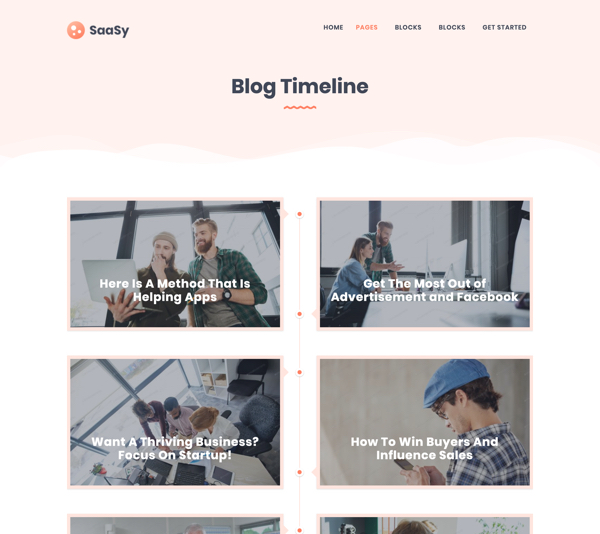 SaaSy
HOME PAGES BLOCKS BLOCKS GET STARTED
Blog Timeline
Here Is A Method That Is
Helping Apps
Get The Most Out of
Advertisement and Facebook
Want A Thriving Business?
Focus On Startup!
How To Win Buyers And
Influence Sales